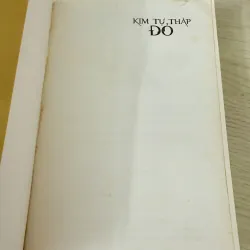 KIM TỰ THÁP
ĐỎ